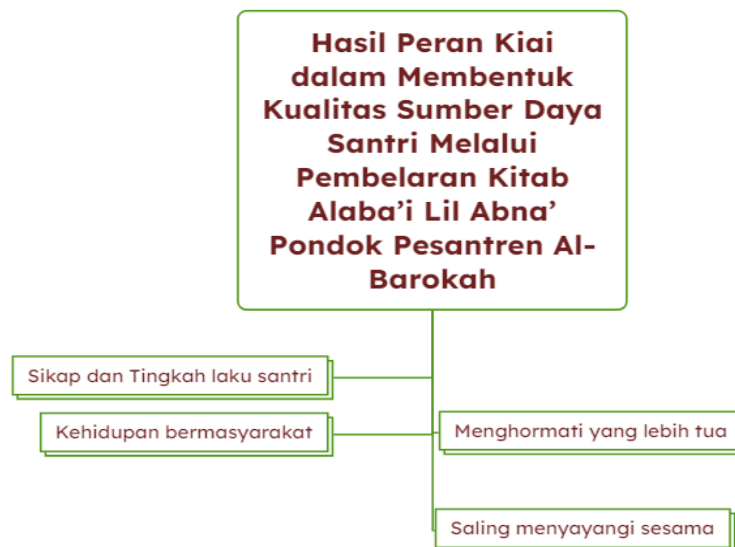 Hasil Peran Kiai
dalam Membentuk
Kualitas Sumber Daya
Santri Melalui
Pembelaran Kitab
Alaba’i Lil Abna’
Pondok Pesantren Al-
Barokah
Sikap dan Tingkah laku santri
Kehidupan bermasyarakat
Menghormati yang lebih tua
Saling menyayangi sesama